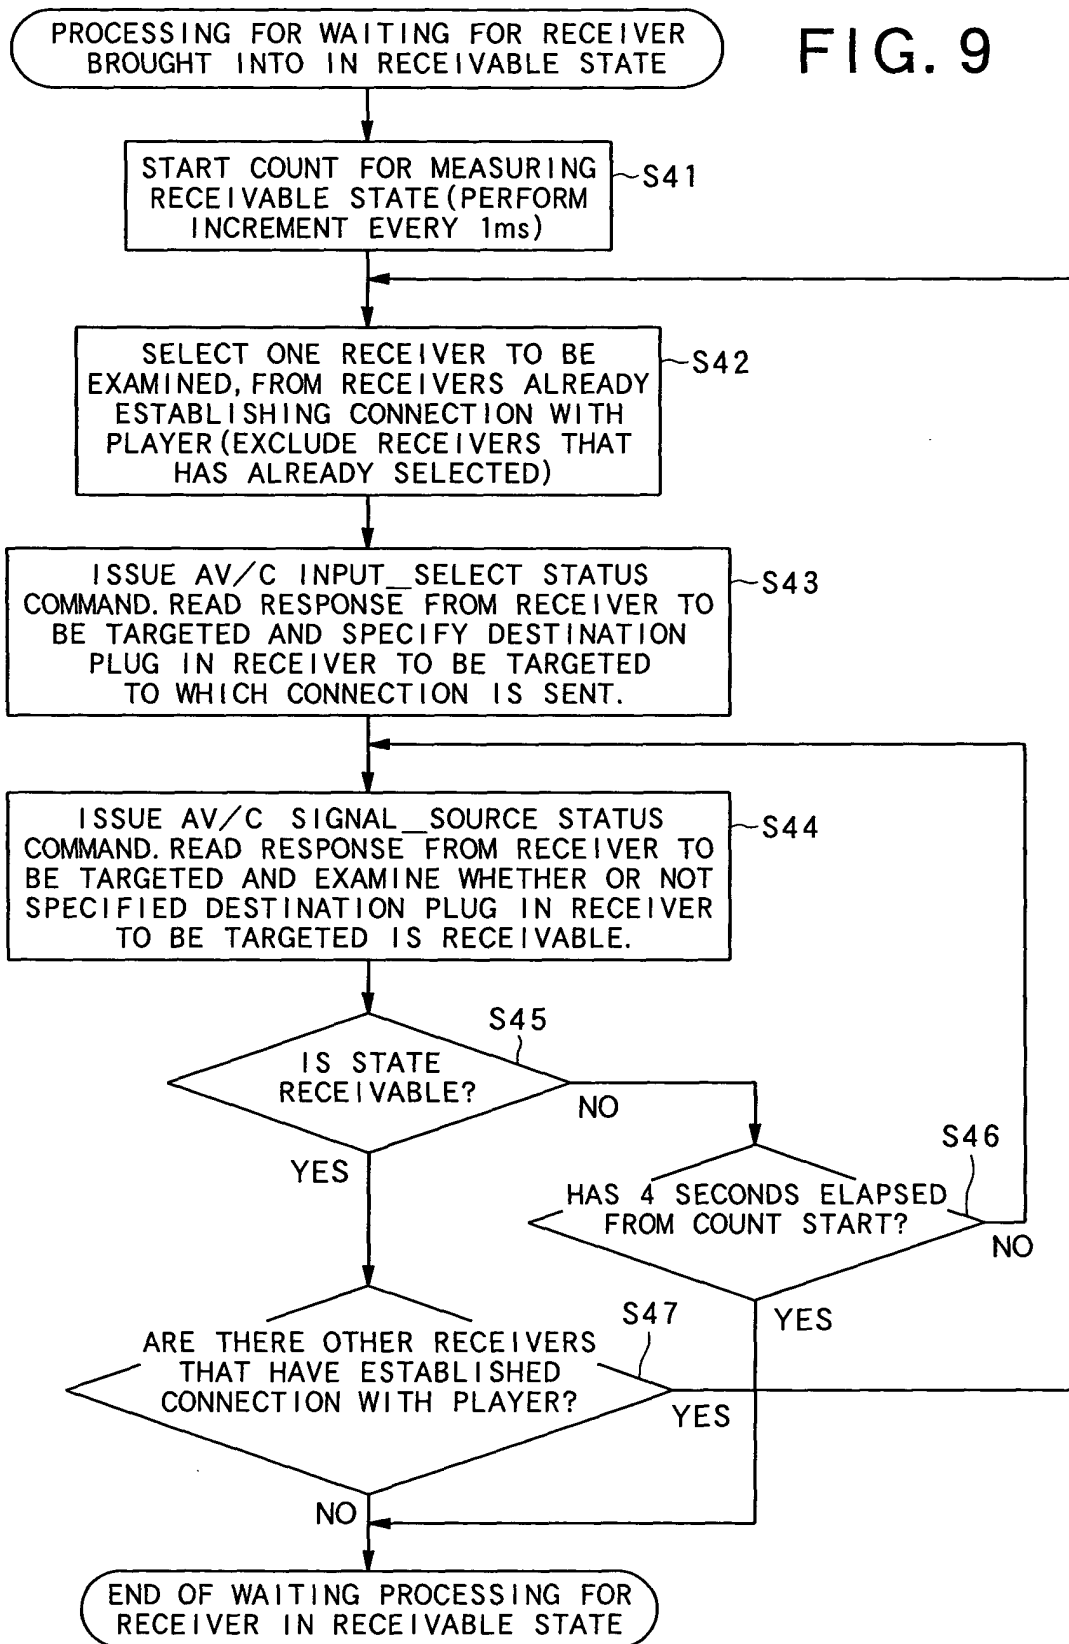 PROCESSING FOR WAITING FOR RECEIVER
BROUGHT INTO IN RECEIVABLE STATE
FIG. 9
START COUNT FOR MEASURING
RECEIVABLE STATE(PERFORM
INCREMENT EVERY 1ms)
S41
SELECT ONE RECEIVER TO BE
EXAMINED, FROM RECEIVERS ALREADY
ESTABLISHING CONNECTION WITH
PLAYER(EXCLUDE RECEIVERS THAT
HAS ALREADY SELECTED)
S42
ISSUE AV/C INPUT_SELECT STATUS
COMMAND. READ RESPONSE FROM RECEIVER TO
BE TARGETED AND SPECIFY DESTINATION
PLUG IN RECEIVER TO BE TARGETED
TO WHICH CONNECTION IS SENT.
S43
ISSUE AV/C SIGNAL_SOURCE STATUS
COMMAND. READ RESPONSE FROM RECEIVER TO
BE TARGETED AND EXAMINE WHETHER OR NOT
SPECIFIED DESTINATION PLUG IN RECEIVER
TO BE TARGETED IS RECEIVABLE.
S44
S45
IS STATE
RECEIVABLE?
NO
YES
S46
HAS 4 SECONDS ELAPSED
FROM COUNT START?
NO
YES
S47
ARE THERE OTHER RECEIVERS
THAT HAVE ESTABLISHED
CONNECTION WITH PLAYER?
YES
NO
END OF WAITING PROCESSING FOR
RECEIVER IN RECEIVABLE STATE